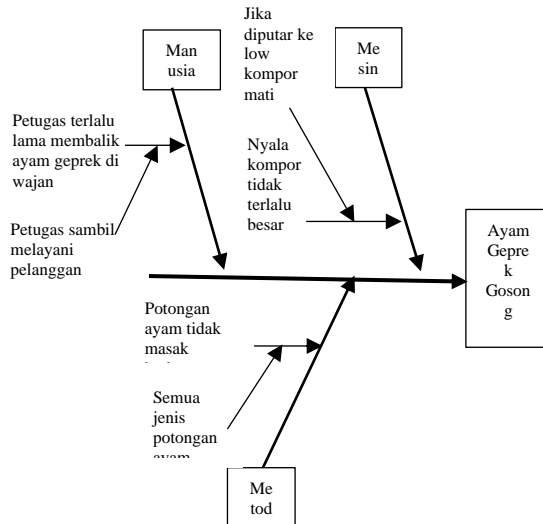 Man
usia
Jika
diputar ke
low
kompor
mati
Me
sin
Petugas terlalu
lama membalik
ayam geprek di
wajan
Nyala
kompor
tidak
terlalu
besar
Petugas sambil
melayani
pelanggan
Ayam
Gepre
k
Goson
g
Potongan
ayam tidak
masak
Semua
jenis
potongan
ayam
Me
tod